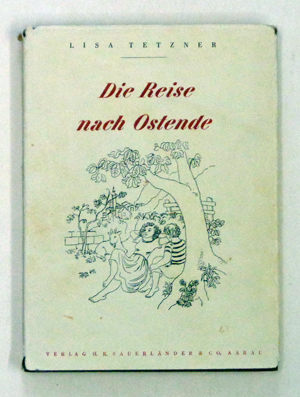 LISA TETZNER
Die Reise
nach Ostende
VERLAG H. R. SAUERLÄNDER & CO. AARAU